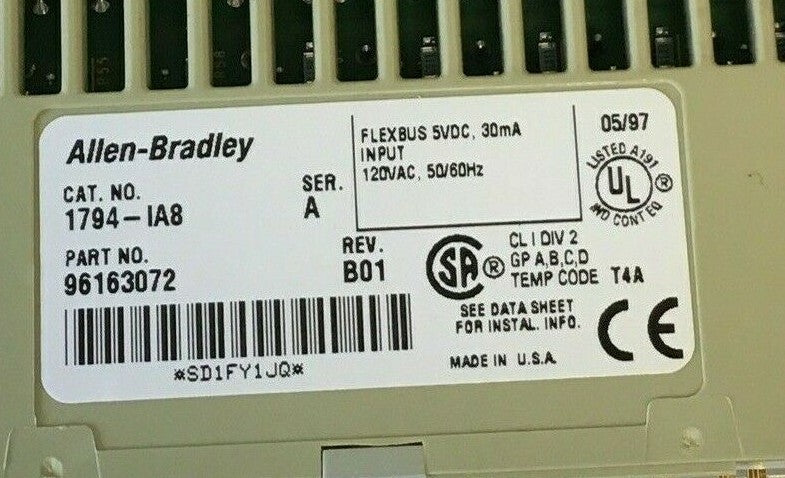 Allen-Bradley
CAT. NO.
1794-IA8
SER.
A
PART NO.
96163072
REV.
B01
*SD1FY1JQ*
FLEXBUS 5VDC, 30mA
INPUT
120VAC, 50/60Hz
05/97
LISTED A197
UL ®
IND CONT EQ
SA ®
CL I DIV 2
GP A,B,C,D
TEMP CODE T4A
SEE DATA SHEET
FOR INSTAL. INFO.
CE
MADE IN U.S.A.